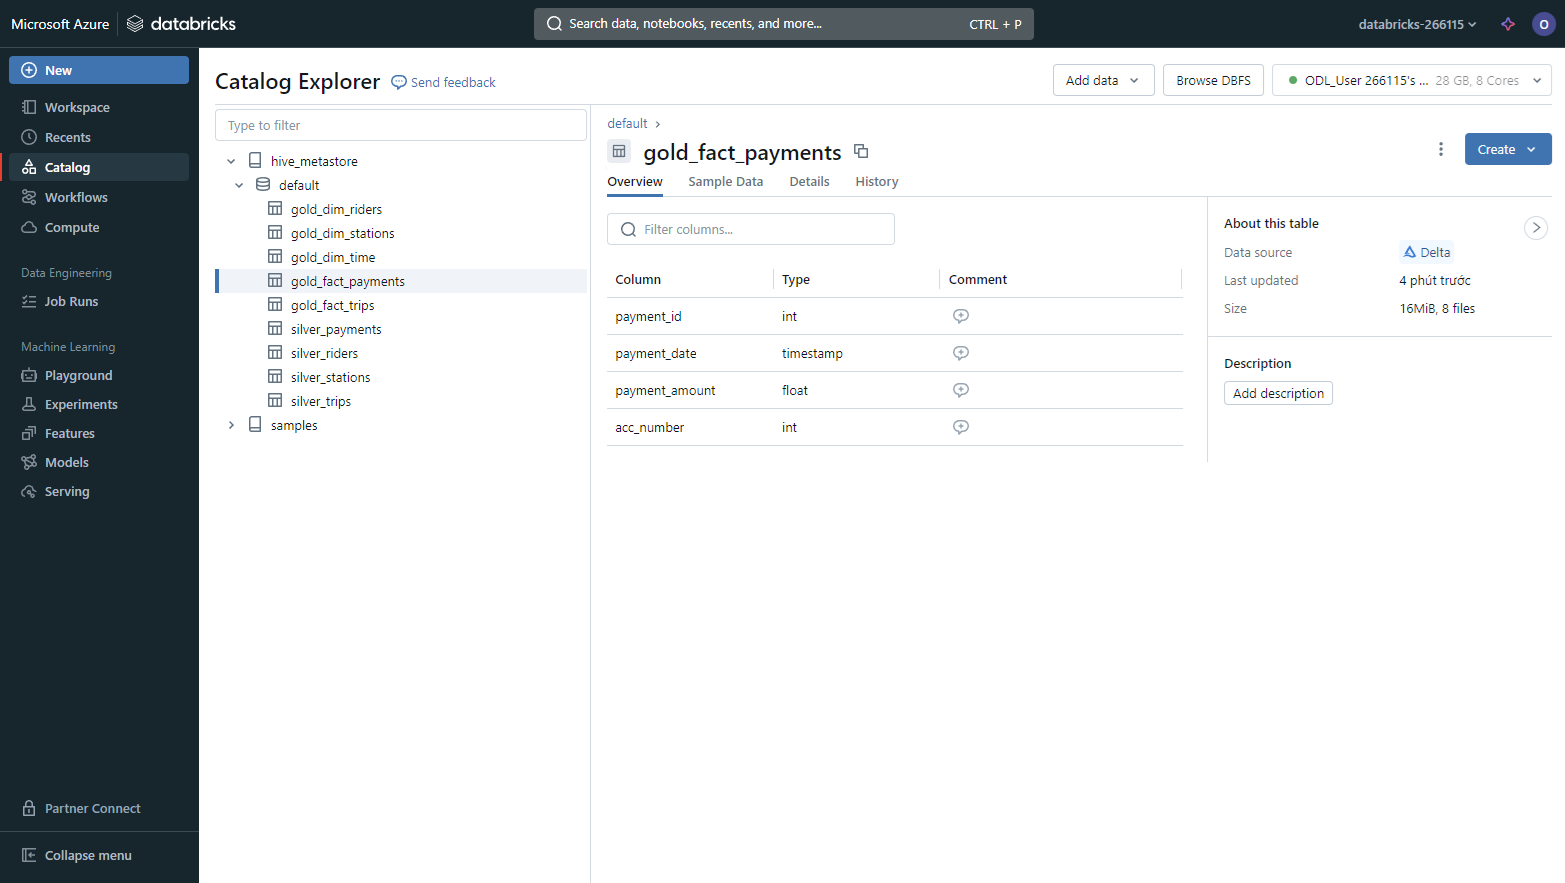 Microsoft Azure databricks
Search data, notebooks, recents, and more... CTRL + P
databricks-266115
O
New
Workspace
Recents
Catalog
Workflows
Compute
Data Engineering
Job Runs
Machine Learning
Playground
Experiments
Features
Models
Serving
Partner Connect
Collapse menu
Catalog Explorer Send feedback
Add data
Browse DBFS
ODL_User 266115's ... 28 GB, 8 Cores
Type to filter
hive_metastore
default
gold_dim_riders
gold_dim_stations
gold_dim_time
gold_fact_payments
gold_fact_trips
silver_payments
silver_riders
silver_stations
silver_trips
samples
default
gold_fact_payments
Create
Overview Sample Data Details History
Filter columns...
Column Type Comment
payment_id int
payment_date timestamp
payment_amount float
acc_number int
About this table
Data source Delta
Last updated 4 phút trước
Size 16MiB, 8 files
Description
Add description